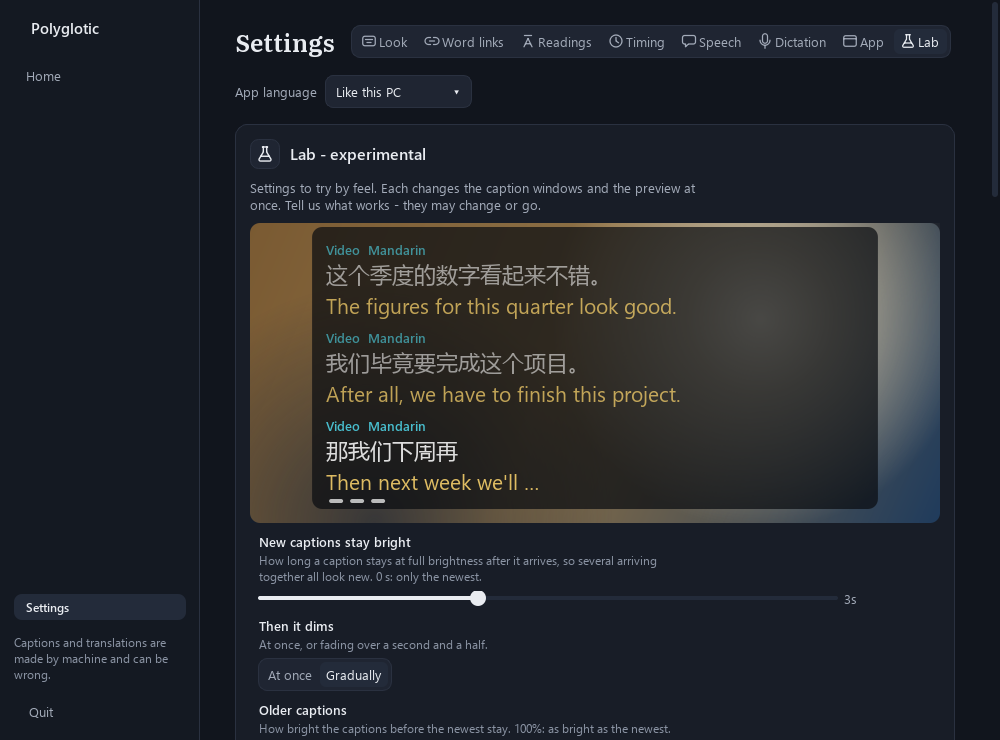 Polyglotic
Home
Settings
Captions and translations are
made by machine and can be
wrong.
Quit
Settings
Look
Word links
Readings
Timing
Speech
Dictation
App
Lab
App language
Like this PC
Lab - experimental
Settings to try by feel. Each changes the caption windows and the preview at
once. Tell us what works - they may change or go.
Video Mandarin
这个季度的数字看起来不错。
The figures for this quarter look good.
Video Mandarin
我们毕竟要完成这个项目。
After all, we have to finish this project.
Video Mandarin
那我们下周再
Then next week we'll ...
New captions stay bright
How long a caption stays at full brightness after it arrives, so several arriving
together all look new. 0 s: only the newest.
3s
Then it dims
At once, or fading over a second and a half.
At once
Gradually
Older captions
How bright the captions before the newest stay. 100%: as bright as the newest.